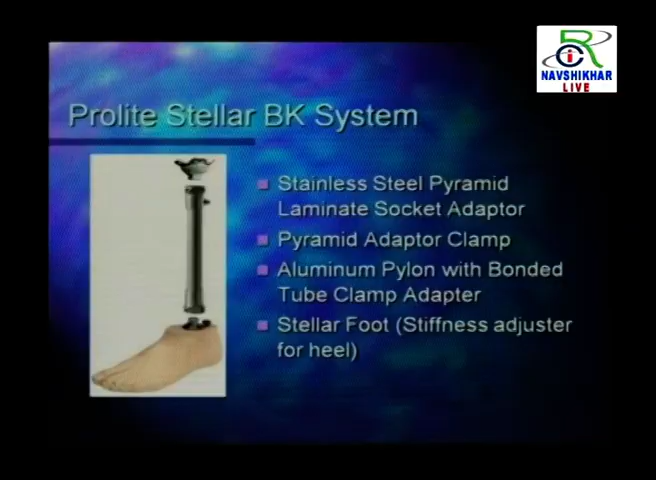 NAVSHIKHAR
LIVE
Prolite Stellar BK System
Stainless Steel Pyramid
Laminate Socket Adaptor
Pyramid Adaptor Clamp
Aluminum Pylon with Bonded
Tube Clamp Adapter
Stellar Foot (Stiffness adjuster
for heel)